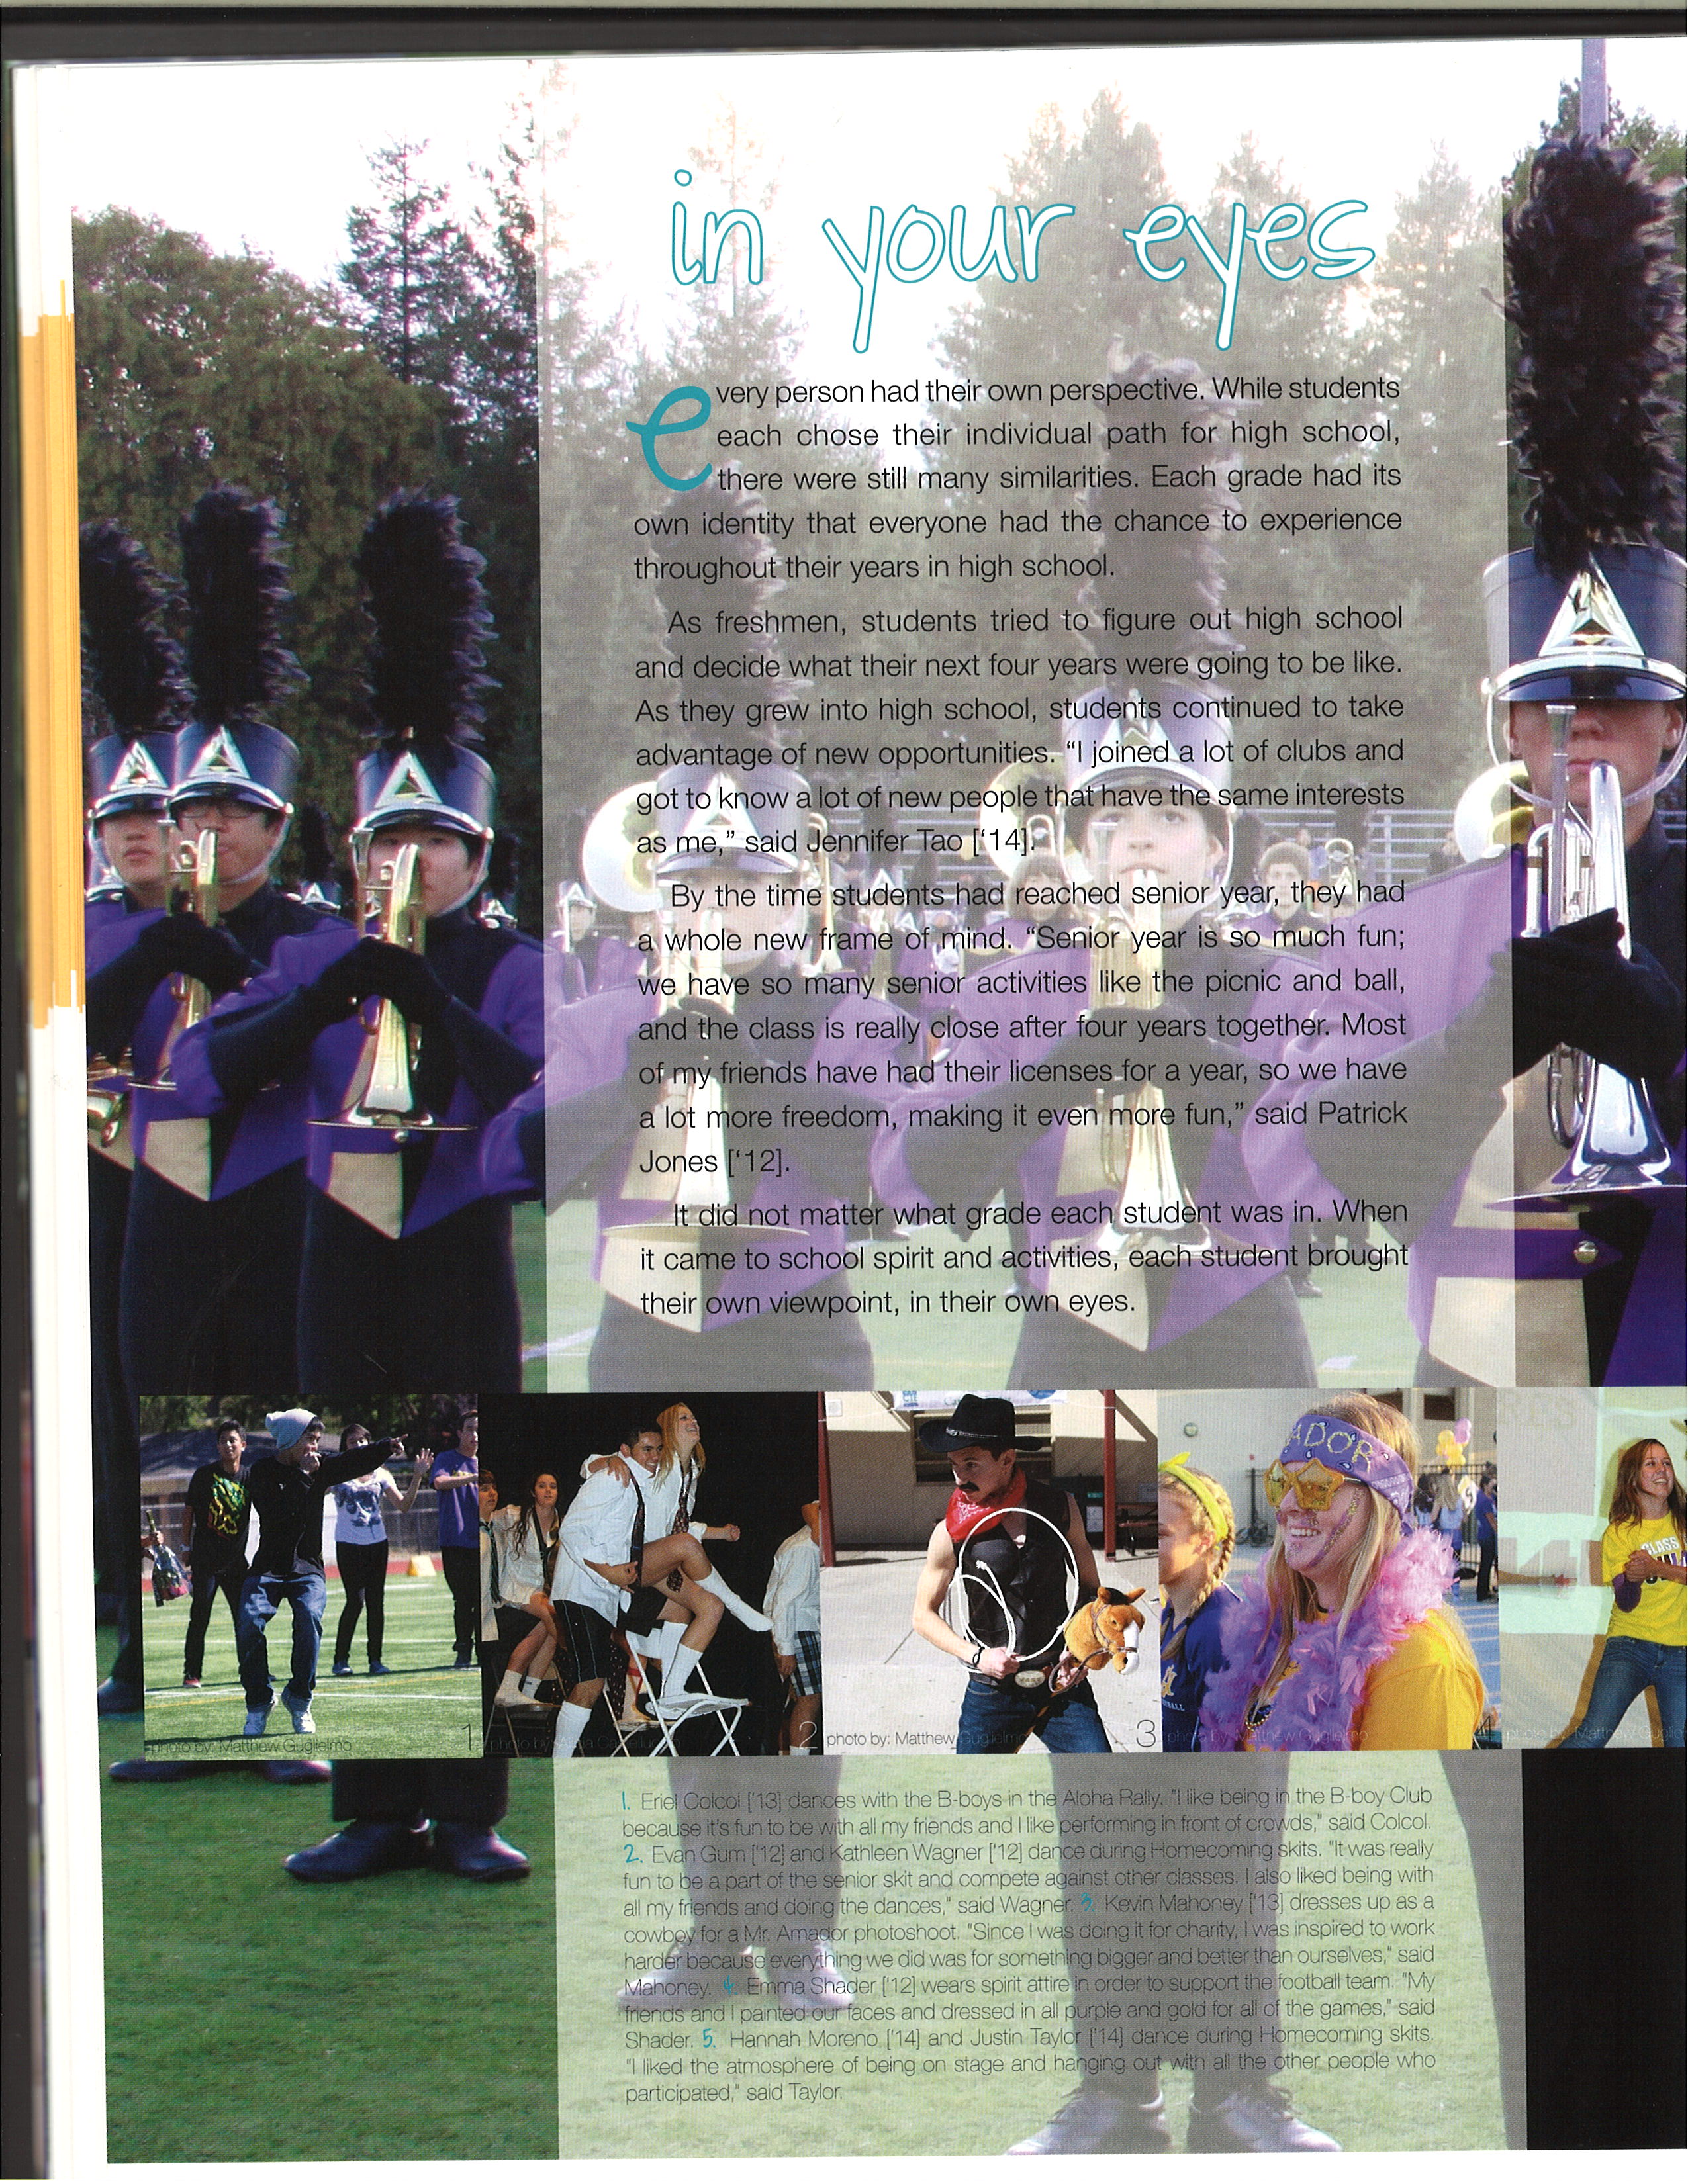 in your eyes
every person had their own perspective. While students
each chose their individual path for high school,
there were still many similarities. Each grade had its
own identity that everyone had the chance to experience
throughout their years in high school.
As freshmen, students tried to figure out high school
and decide what their next four years were going to be like.
As they grew into high school, students continued to take
advantage of new opportunities. “I joined a lot of clubs and
got to know a lot of new people that have the same interests
as me,” said Jennifer Tao [‘14].
By the time students had reached senior year, they had
a whole new frame of mind. “Senior year is so much fun;
we have so many senior activities like the picnic and ball,
and the class is really close after four years together. Most
of my friends have had their licenses for a year, so we have
a lot more freedom, making it even more fun,” said Patrick
Jones [‘12].
It did not matter what grade each student was in. When
it came to school spirit and activities, each student brought
their own viewpoint, in their own eyes.
ADOR
CLASS
photo by: Matthew Guglielmo 1
photo by: 2
photo by: Matthew Guglielmo 3
photo by: Matthew Guglielmo 4
photo by: Matthew Guglie
1. Eriel Colcol ['13] dances with the B-boys in the Aloha Rally. "I like being in the B-boy Club
because it's fun to be with all my friends and I like performing in front of crowds," said Colcol.
2. Evan Gum ['12] and Kathleen Wagner ['12] dance during Homecoming skits. "It was really
fun to be a part of the senior skit and compete against other classes. I also liked being with
all my friends and doing the dances," said Wagner. 3. Kevin Mahoney ['13] dresses up as a
cowboy for a Mr. Amador photoshoot. "Since I was doing it for charity, I was inspired to work
harder because everything we did was for something bigger and better than ourselves," said
Mahoney. 4. Emma Shader ['12] wears spirit attire in order to support the football team. "My
friends and I painted our faces and dressed in all purple and gold for all of the games," said
Shader. 5. Hannah Moreno ['14] and Justin Taylor ['14] dance during Homecoming skits.
"I liked the atmosphere of being on stage and hanging out with all the other people who
participated," said Taylor.